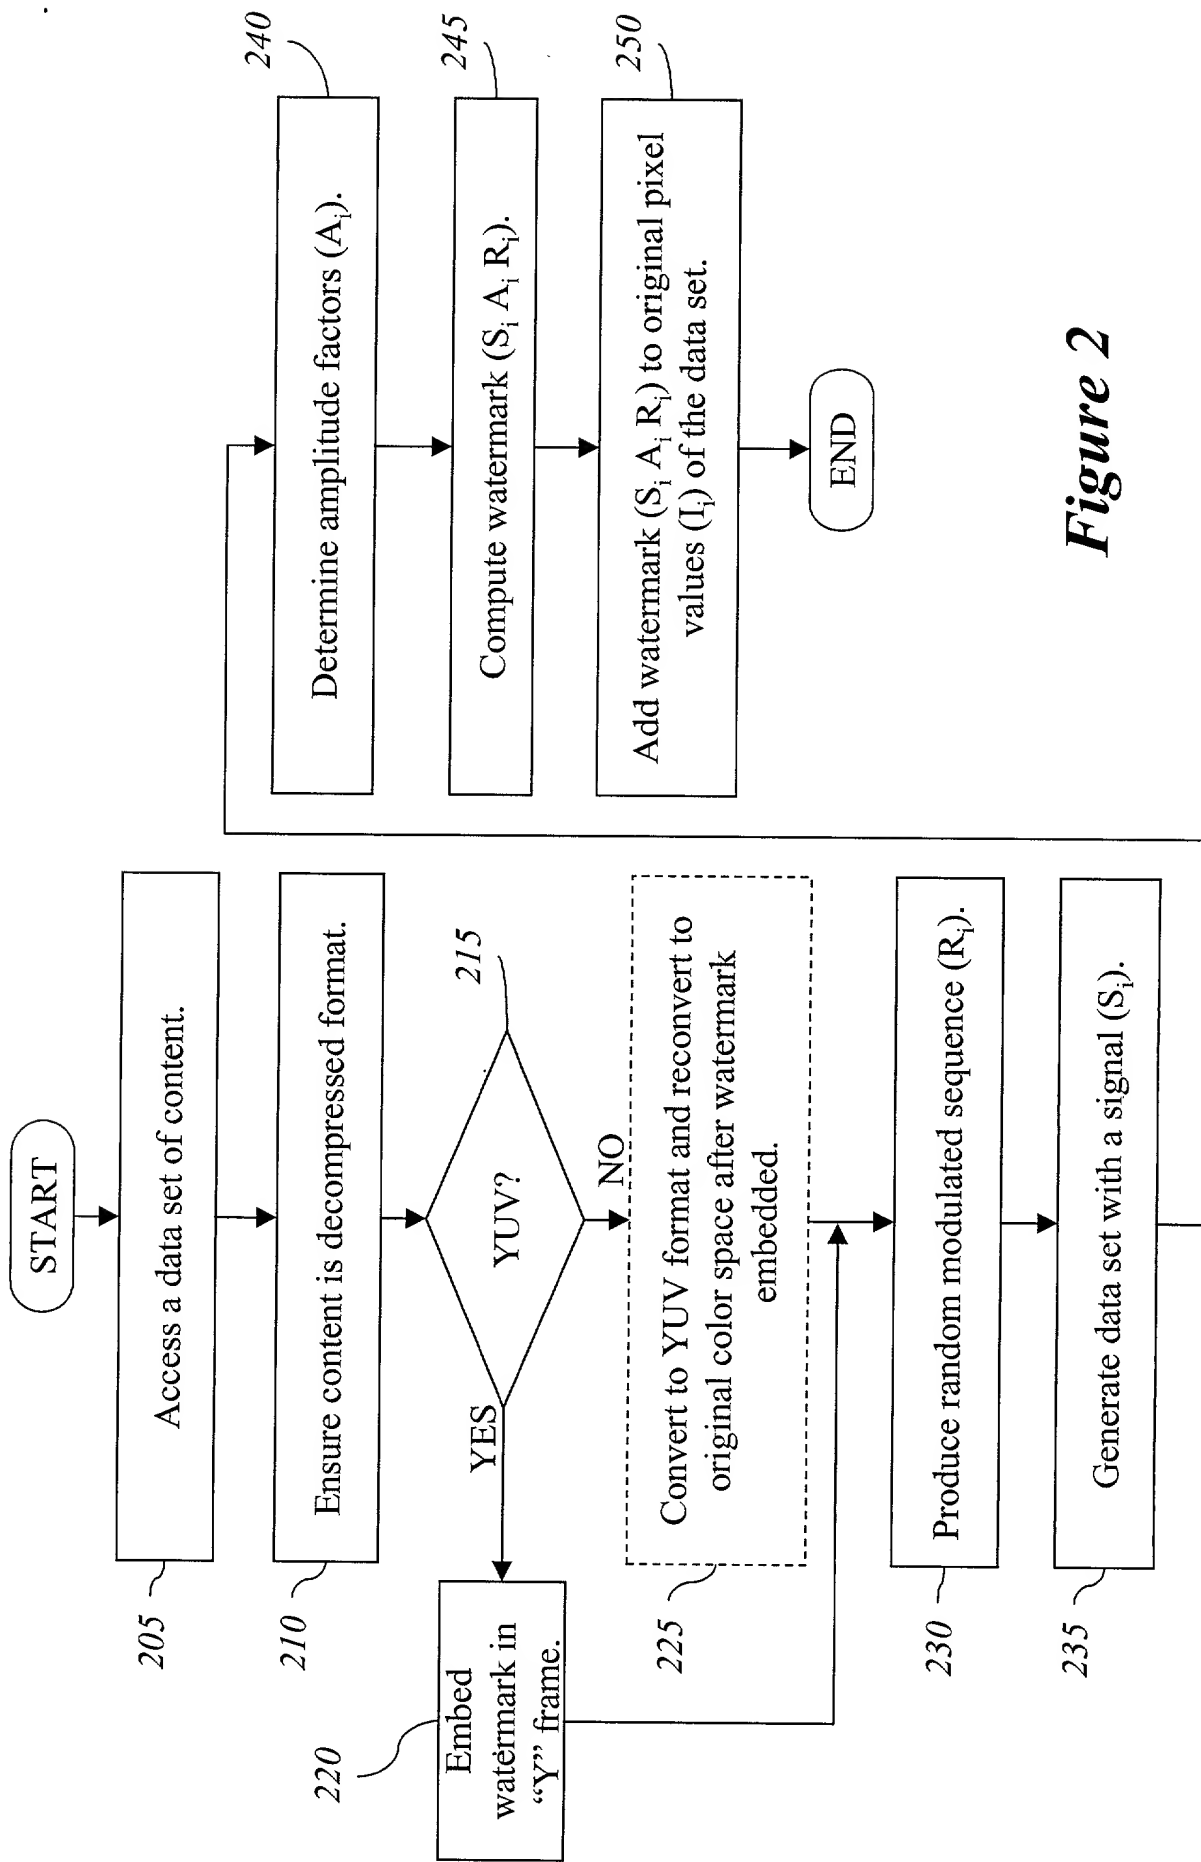 START
Access a data set of content.
205
Ensure content is decompressed format.
210
YUV?
215
YES
NO
Embed
watermark in
“Y” frame.
220
Convert to YUV format and reconvert to
original color space after watermark
embedded.
225
Produce random modulated sequence (Ri).
230
Generate data set with a signal (Si).
235
Determine amplitude factors (Ai).
240
Compute watermark (Si Ai Ri).
245
Add watermark (Si Ai Ri) to original pixel
values (Ii) of the data set.
250
END
Figure 2